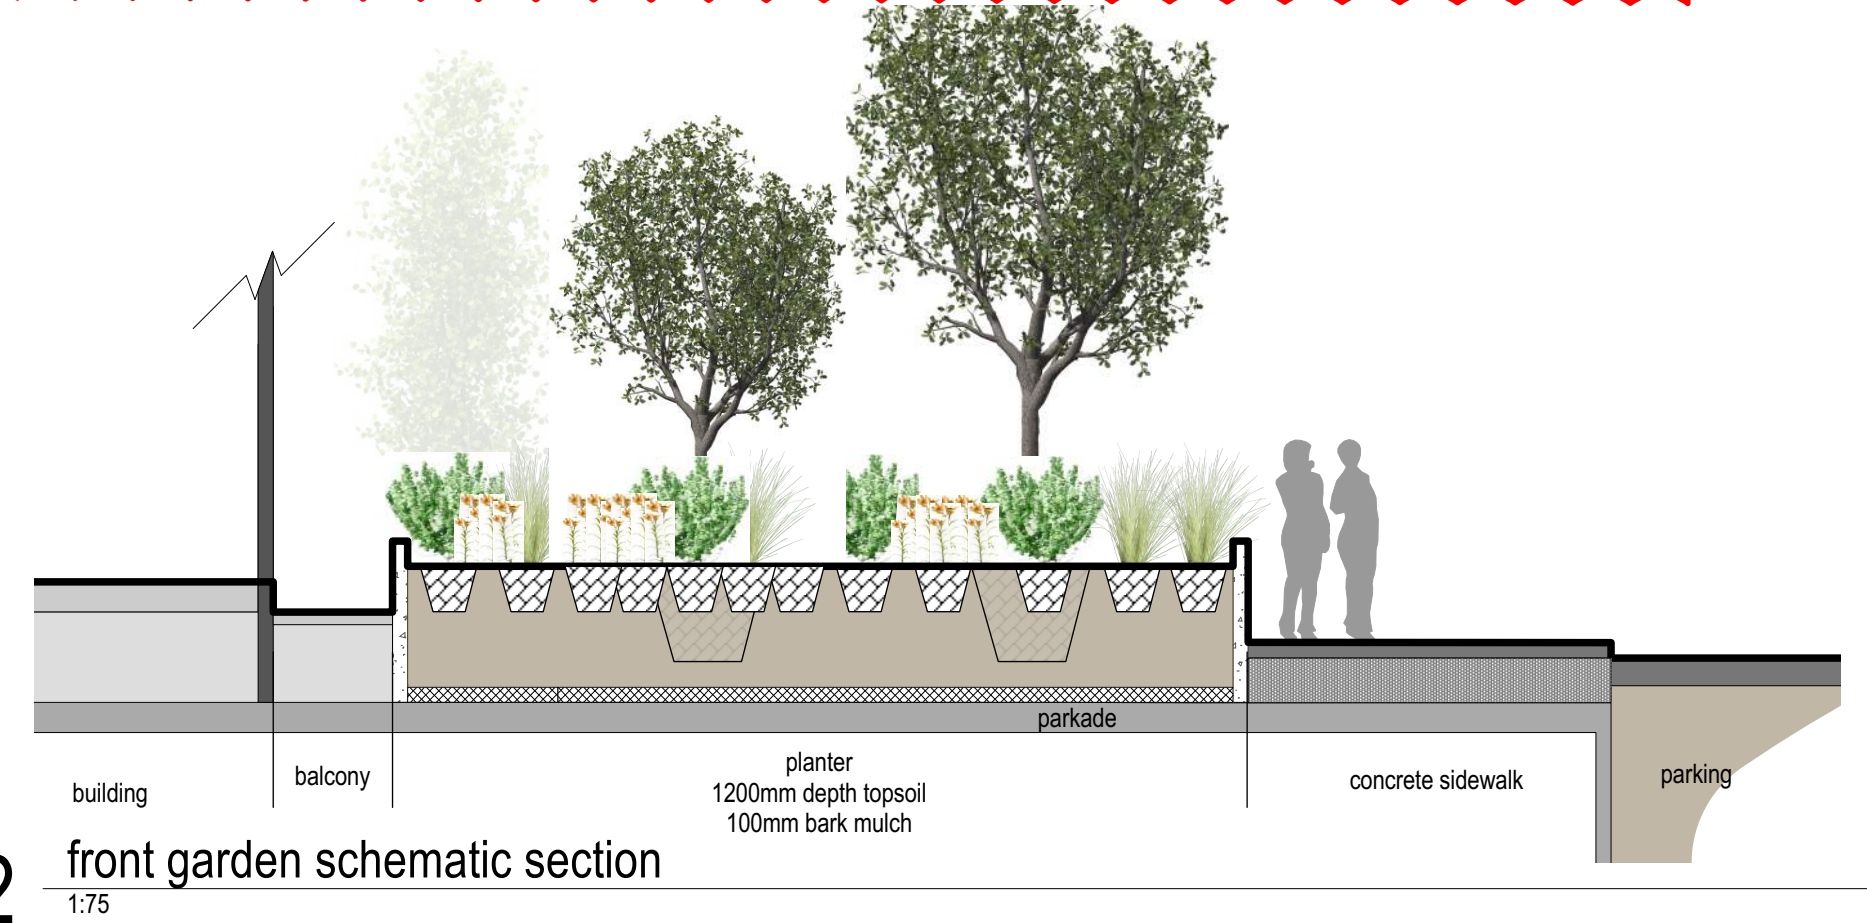 parkade
building
balcony
planter
1200mm depth topsoil
100mm bark mulch
concrete sidewalk
parking
2
front garden schematic section
1:75